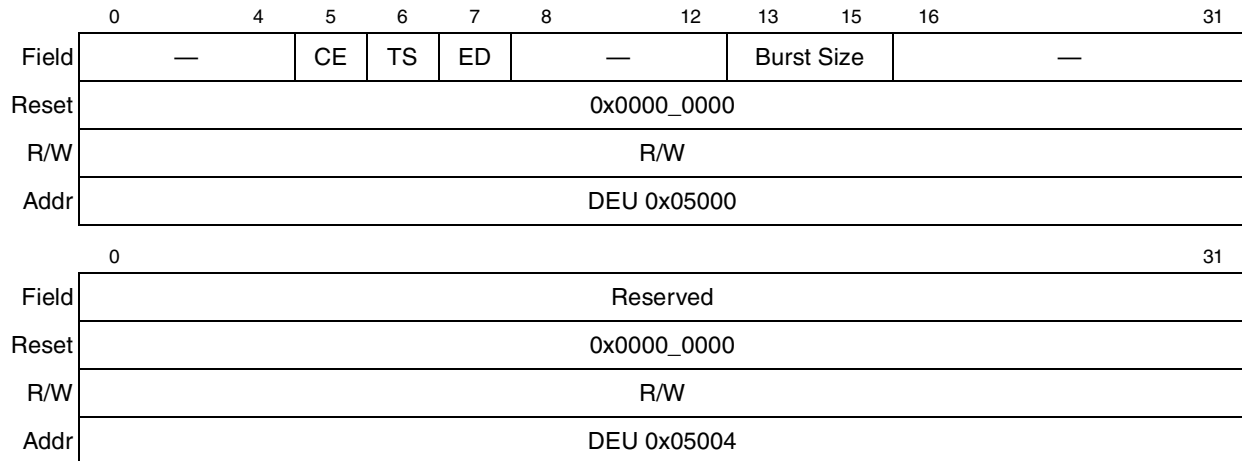 0 4 5 6 7 8 12 13 15 16 31
Field — CE TS ED — Burst Size —
Reset 0x0000_0000
R/W R/W
Addr DEU 0x05000
0 31
Field Reserved
Reset 0x0000_0000
R/W R/W
Addr DEU 0x05004